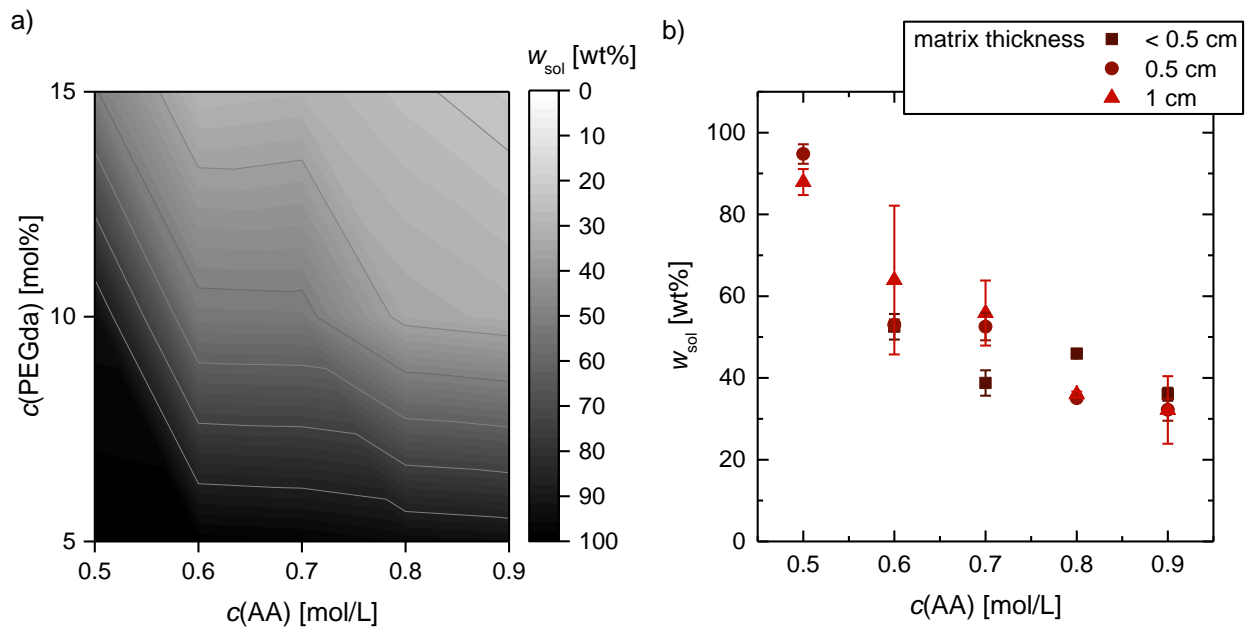 a)
w_sol [wt%]
15
10
5
0.5 0.6 0.7 0.8 0.9
c(PEGda) [mol%]
c(AA) [mol/L]
0
10
20
30
40
50
60
70
80
90
100
b)
matrix thickness
< 0.5 cm
0.5 cm
1 cm
100
80
60
40
20
0
0.5 0.6 0.7 0.8 0.9
w_sol [wt%]
c(AA) [mol/L]